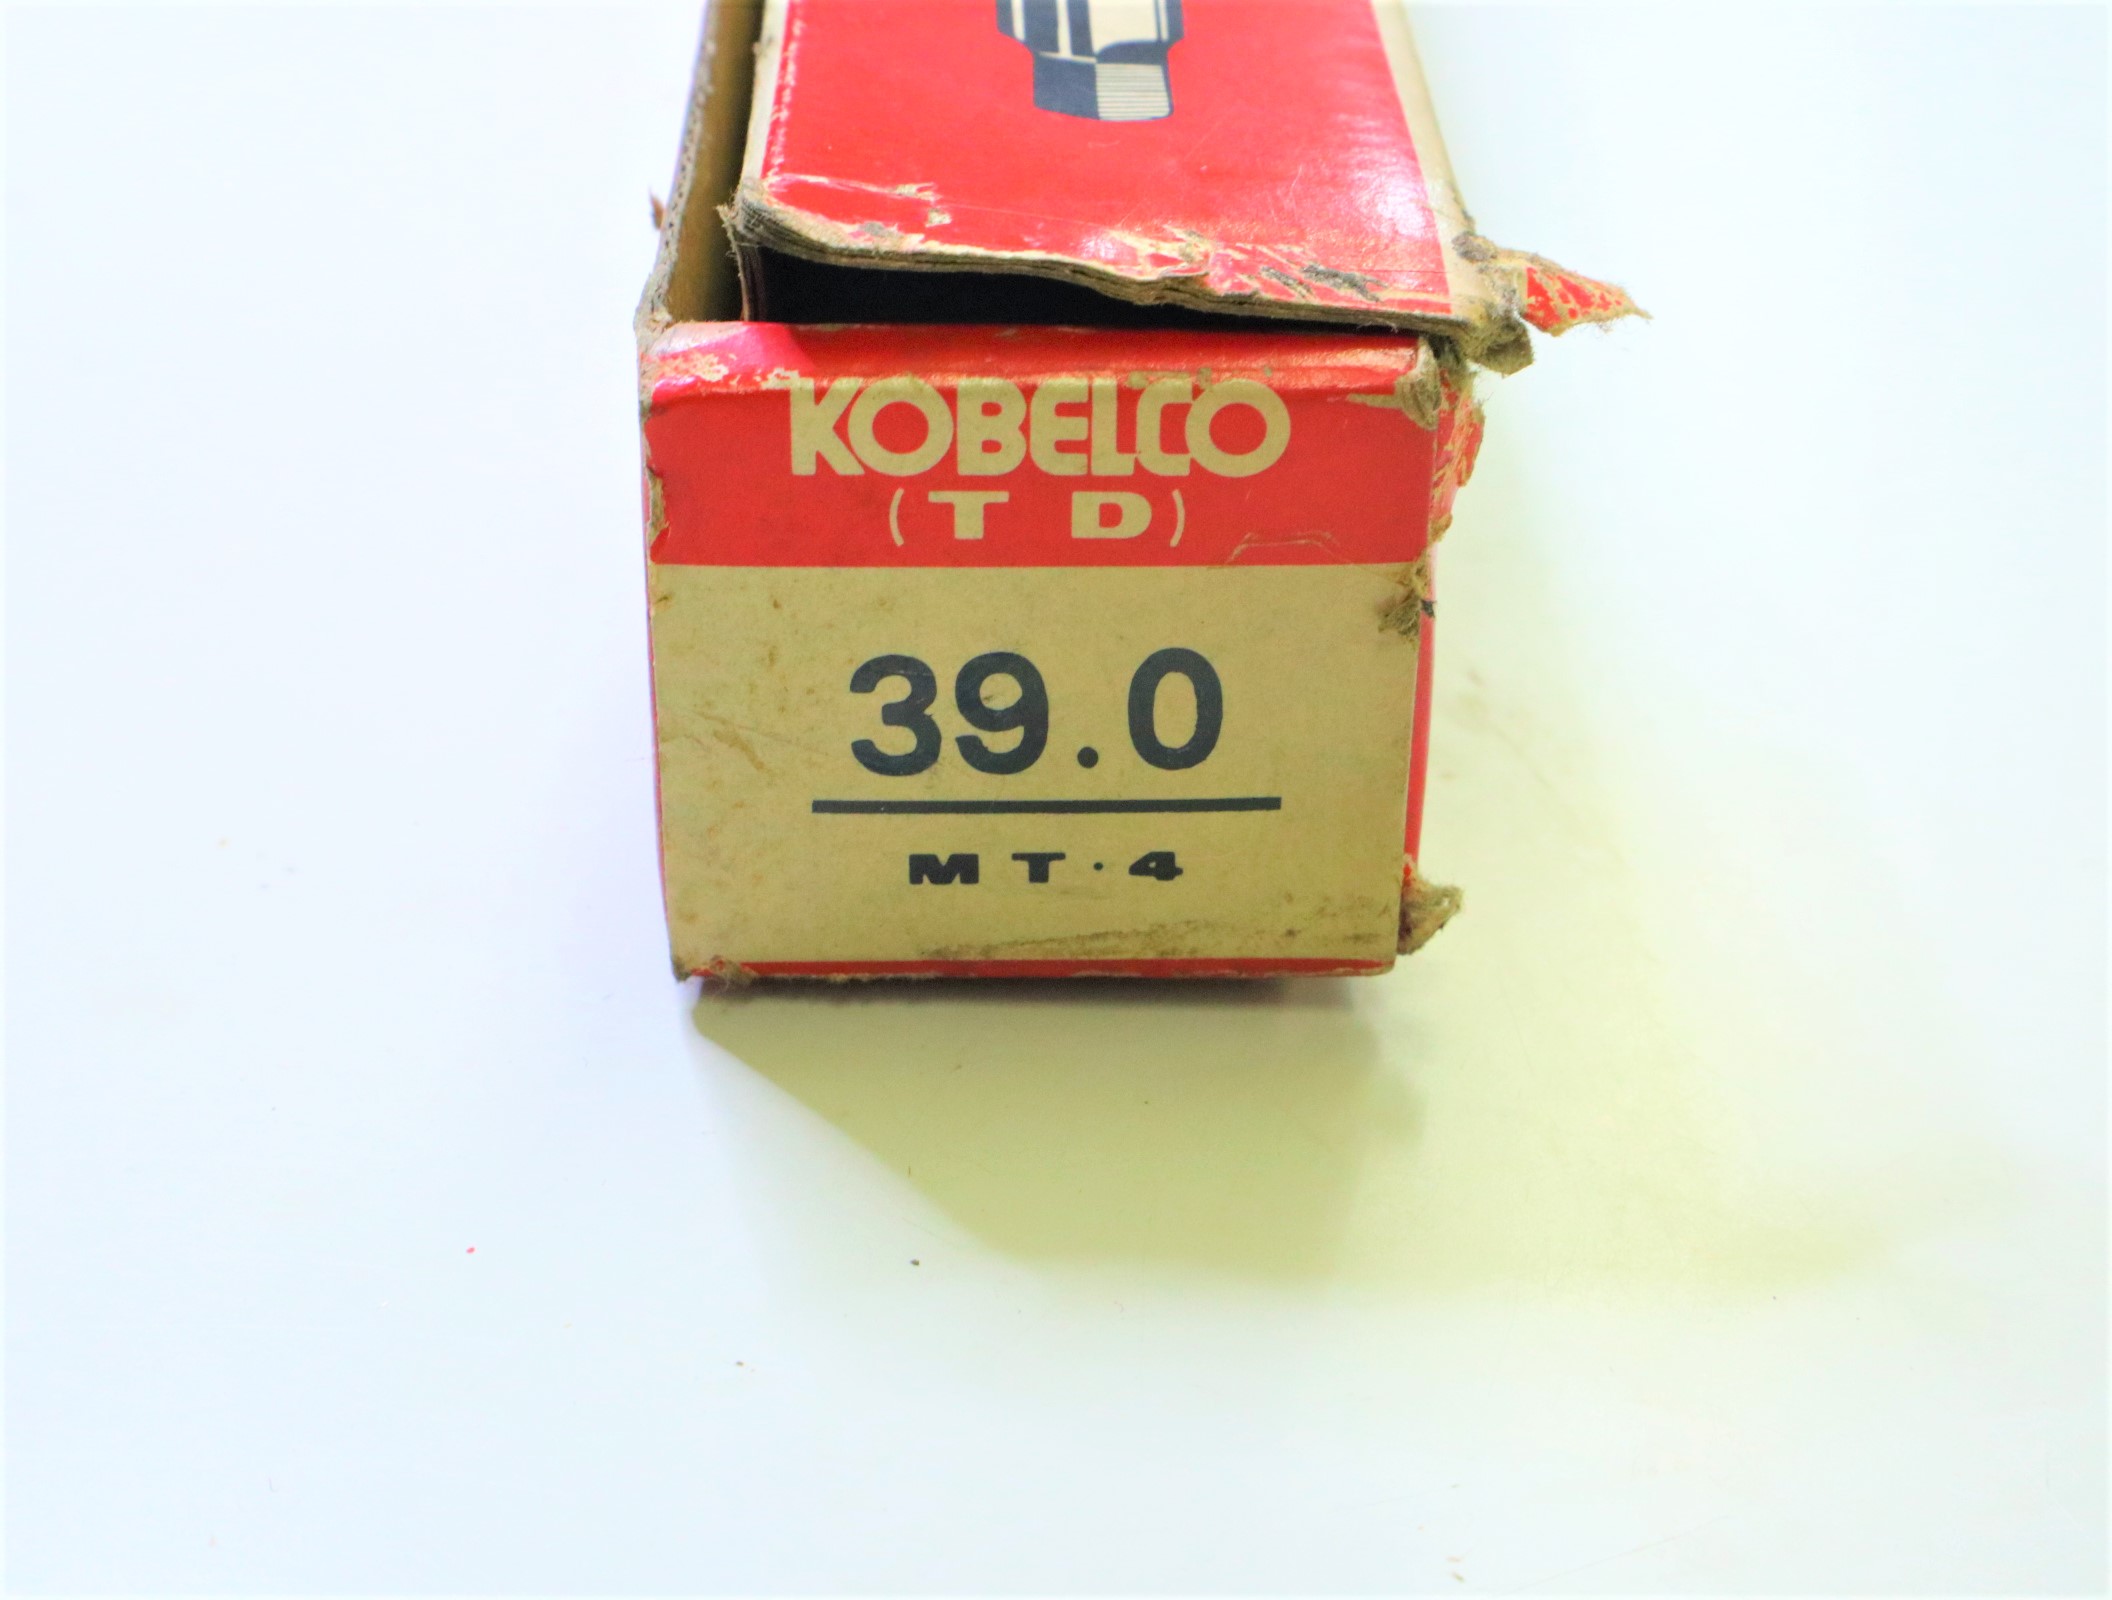 KOBELCO
(T D)
39.0
MT·4